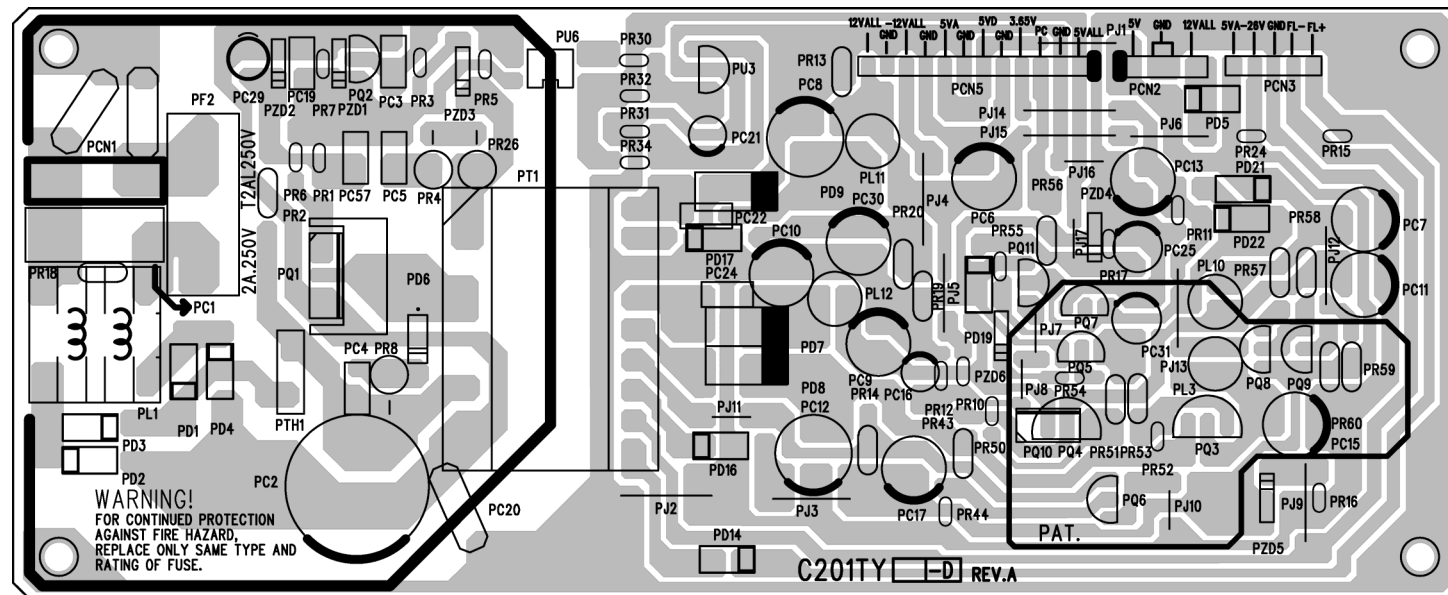 12VALL -12VALL 5VA 5VD 3.65V PC 5VALL PJ1 5V GND 12VALL 5VA -26V GND FL- FL+
GND GND GND GND GND
PU6 PR30 PU3 PR13 PC8 PCN5 PCN2 PCN3
PC29 PZD2 PC19 PR7 PZD1 PQ2 PC3 PR3 PZD3 PR5 PR32 PD5
PF2 PJ14 PJ6
PR31 PC21 PJ15
PCN1 T2AL250V PR26 PR34 PL11 PC13 PR24 PR15
PR6 PR1 PC57 PC5 PR4 PT1 PD9 PJ4 PR56 PJ16 PD21
PR2 PC22 PC30 PR20 PC6 PZD4 PR58 PC7
2A.250V PQ1 PD17 PC10 PR55 PQ11 PJ17 PR11 PC25 PD22 PJ12
PR18 PC1 PD6 PC24 PL12 PR19 PJ5 PR17 PL10 PR57 PC11
PC4 PR8 PD7 PD19 PJ7 PQ7 PC31 PJ13
PC9 PC16 PZD6 PJ8 PQ5 PR54 PL3 PQ8 PQ9 PR59
PL1 PD1 PD4 PTH1 PJ11 PD8 PC12 PR14 PR12 PR10 PR43
PD3 PD16 PR50 PQ10 PQ4 PR51 PR53 PR52 PQ3 PR60 PC15
PD2 PC2 PC20 PJ2 PJ3 PC17 PR44 PQ6 PJ10 PJ9 PR16
WARNING!
FOR CONTINUED PROTECTION
AGAINST FIRE HAZARD,
REPLACE ONLY SAME TYPE AND
RATING OF FUSE.
PD14 PAT. PZD5
C201TY -D REV.A